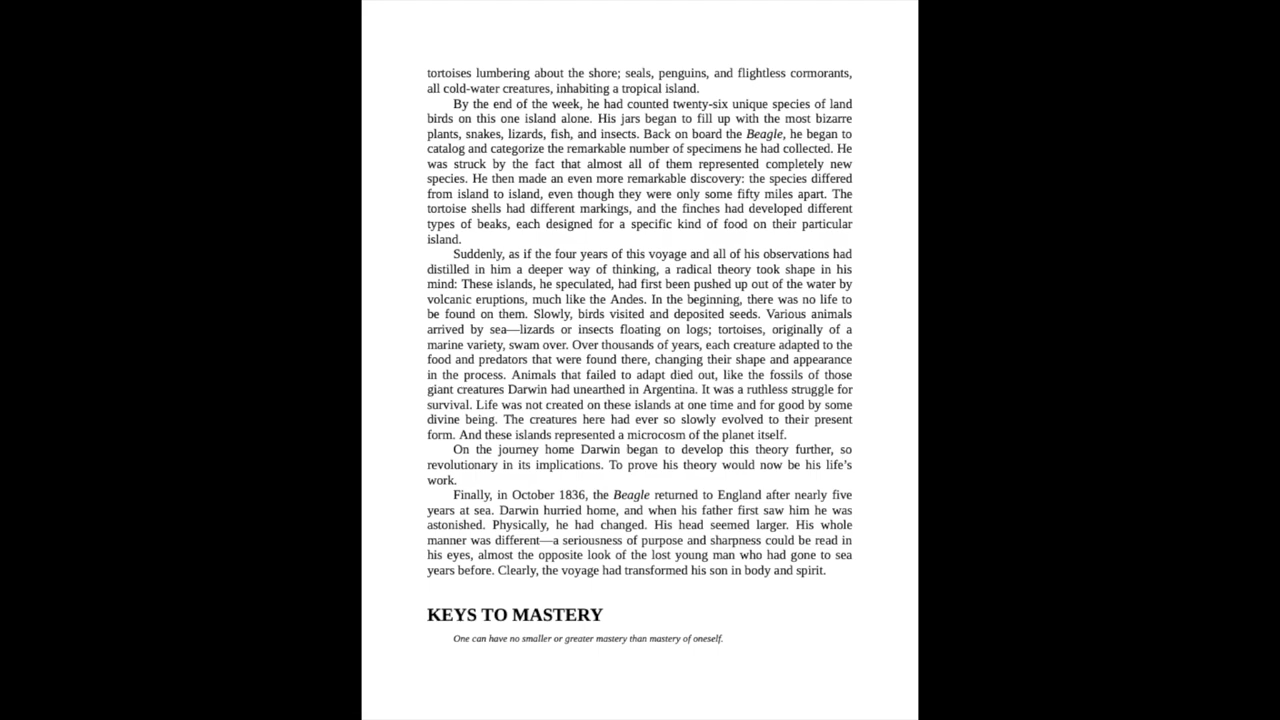 tortoises lumbering about the shore; seals, penguins, and flightless cormorants,
all cold-water creatures, inhabiting a tropical island.
By the end of the week, he had counted twenty-six unique species of land
birds on this one island alone. His jars began to fill up with the most bizarre
plants, snakes, lizards, fish, and insects. Back on board the Beagle, he began to
catalog and categorize the remarkable number of specimens he had collected. He
was struck by the fact that almost all of them represented completely new
species. He then made an even more remarkable discovery: the species differed
from island to island, even though they were only some fifty miles apart. The
tortoise shells had different markings, and the finches had developed different
types of beaks, each designed for a specific kind of food on their particular
island.
Suddenly, as if the four years of this voyage and all of his observations had
distilled in him a deeper way of thinking, a radical theory took shape in his
mind: These islands, he speculated, had first been pushed up out of the water by
volcanic eruptions, much like the Andes. In the beginning, there was no life to
be found on them. Slowly, birds visited and deposited seeds. Various animals
arrived by sea—lizards or insects floating on logs; tortoises, originally of a
marine variety, swam over. Over thousands of years, each creature adapted to the
food and predators that were found there, changing their shape and appearance
in the process. Animals that failed to adapt died out, like the fossils of those
giant creatures Darwin had unearthed in Argentina. It was a ruthless struggle for
survival. Life was not created on these islands at one time and for good by some
divine being. The creatures here had ever so slowly evolved to their present
form. And these islands represented a microcosm of the planet itself.
On the journey home Darwin began to develop this theory further, so
revolutionary in its implications. To prove his theory would now be his life’s
work.
Finally, in October 1836, the Beagle returned to England after nearly five
years at sea. Darwin hurried home, and when his father first saw him he was
astonished. Physically, he had changed. His head seemed larger. His whole
manner was different—a seriousness of purpose and sharpness could be read in
his eyes, almost the opposite look of the lost young man who had gone to sea
years before. Clearly, the voyage had transformed his son in body and spirit.
KEYS TO MASTERY
One can have no smaller or greater mastery than mastery of oneself.